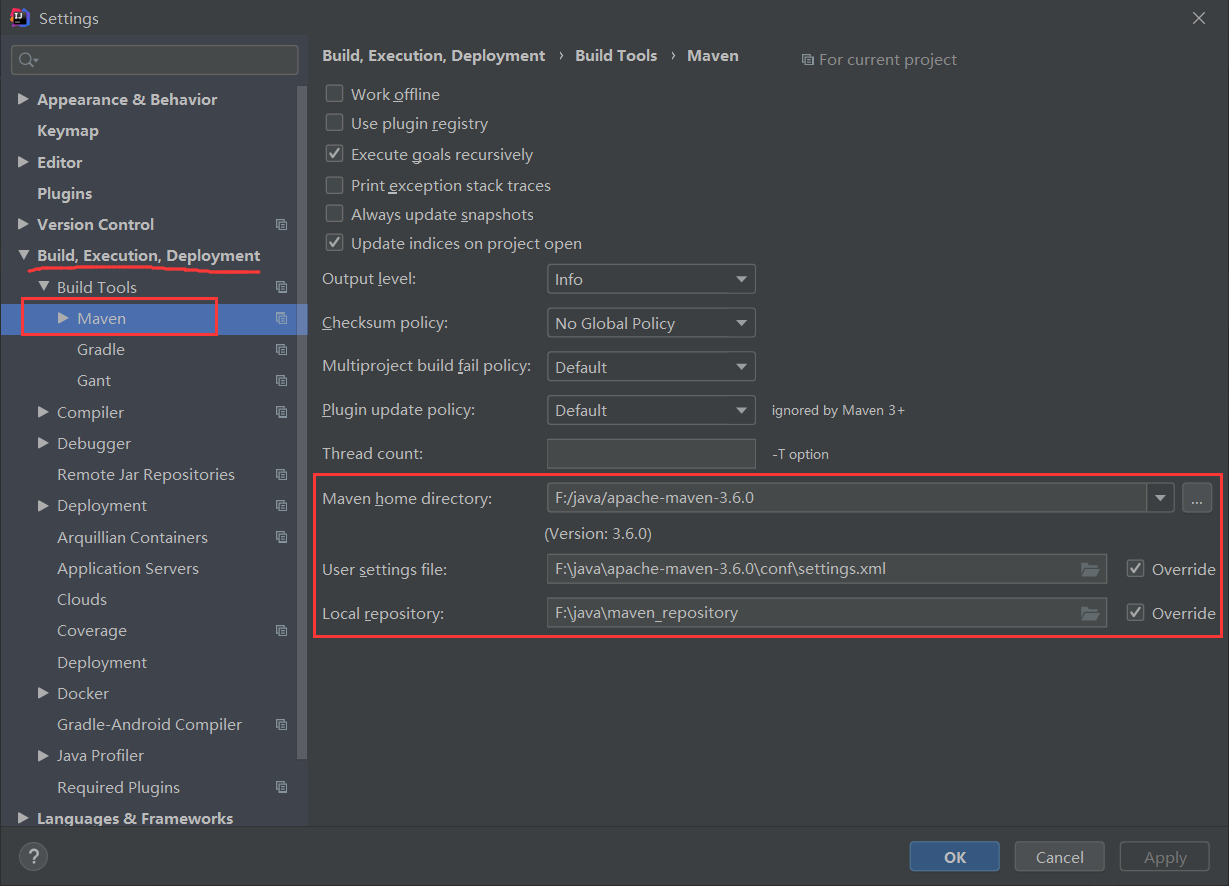 Settings
Appearance & Behavior
Keymap
Editor
Plugins
Version Control
Build, Execution, Deployment
Build Tools
Maven
Gradle
Gant
Compiler
Debugger
Remote Jar Repositories
Deployment
Arquillian Containers
Application Servers
Clouds
Coverage
Deployment
Docker
Gradle-Android Compiler
Java Profiler
Required Plugins
Languages & Frameworks
Build, Execution, Deployment › Build Tools › Maven For current project
Work offline
Use plugin registry
Execute goals recursively
Print exception stack traces
Always update snapshots
Update indices on project open
Output level: Info
Checksum policy: No Global Policy
Multiproject build fail policy: Default
Plugin update policy: Default ignored by Maven 3+
Thread count: -T option
Maven home directory: F:/java/apache-maven-3.6.0 ...
(Version: 3.6.0)
User settings file: F:\java\apache-maven-3.6.0\conf\settings.xml Override
Local repository: F:\java\maven_repository Override
? OK Cancel Apply